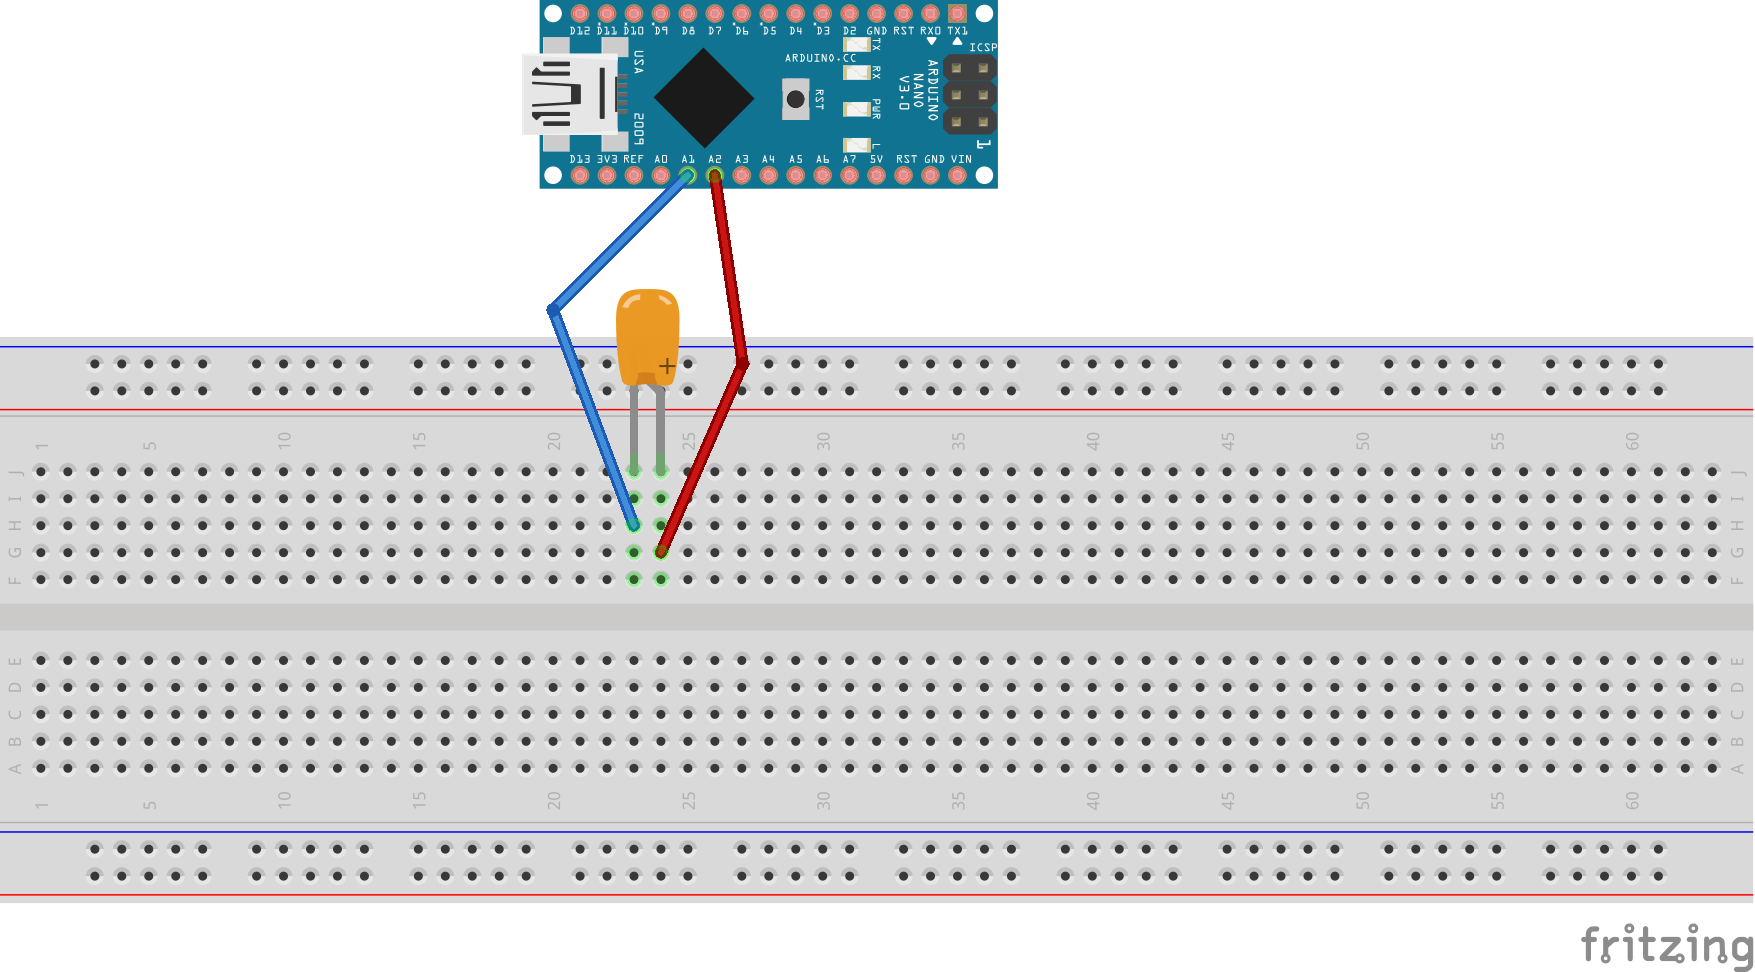 D12 D11 D10 D9 D8 D7 D6 D5 D4 D3 D2 GND RST RX0 TX1
ICSP
ARDUINO.CC
TX
RX
PWR
L
RST
USA
2009
ARDUINO
NANO
V3.0
1
D13 3V3 REF A0 A1 A2 A3 A4 A5 A6 A7 5V RST GND VIN
+
1 5 10 15 20 25 30 35 40 45 50 55 60
J J
I I
H H
G G
F F
E E
D D
C C
B B
A A
1 5 10 15 20 25 30 35 40 45 50 55 60
fritzing